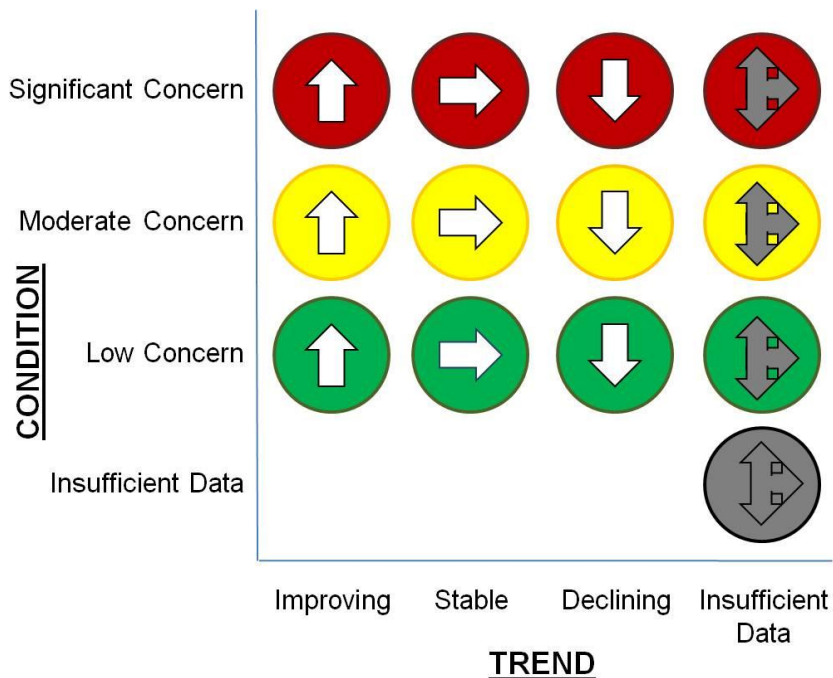 Significant Concern
Moderate Concern
Low Concern
Insufficient Data
CONDITION
Improving
Stable
Declining
Insufficient
Data
TREND